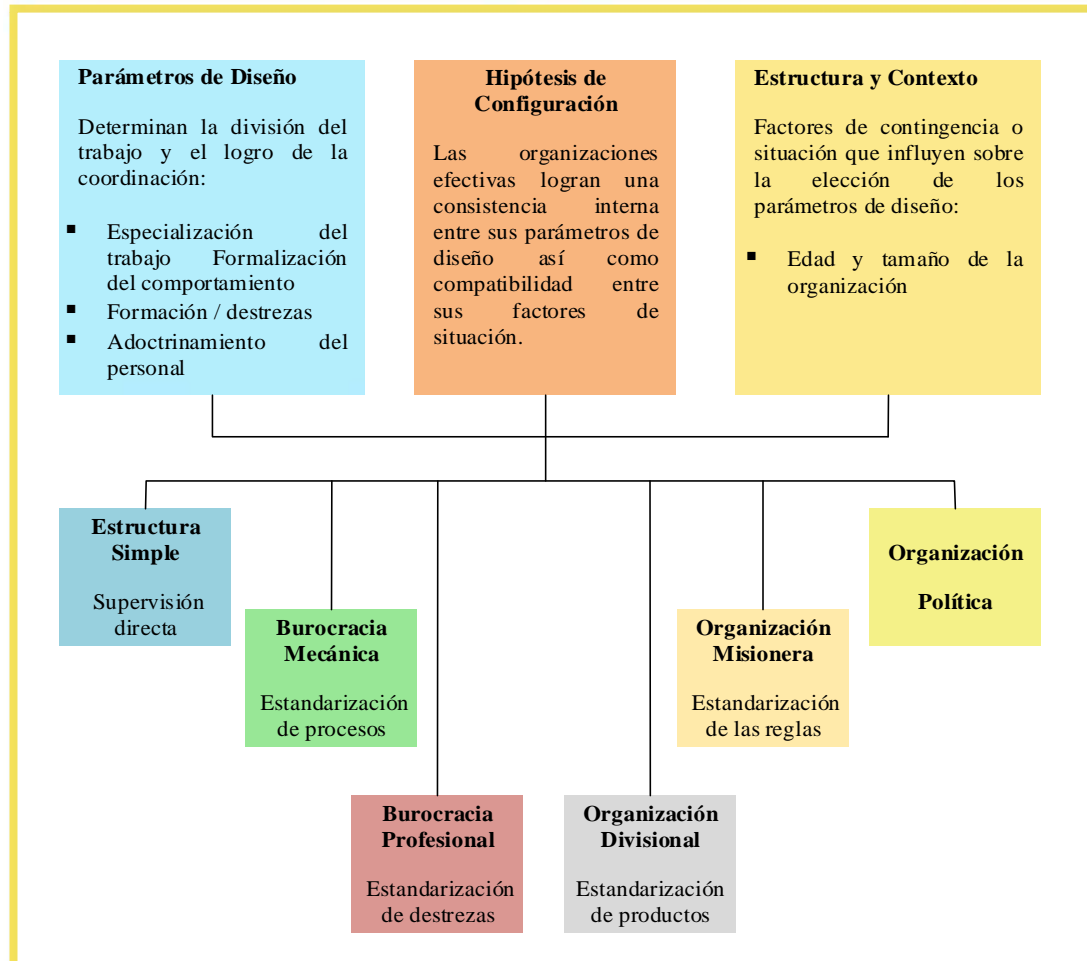 Parámetros de Diseño
Determinan la división del
trabajo y el logro de la
coordinación:
▪ Especialización del
trabajo Formalización
del comportamiento
▪ Formación / destrezas
▪ Adoctrinamiento del
personal
Hipótesis de
Configuración
Las organizaciones
efectivas logran una
consistencia interna
entre sus parámetros de
diseño así como
compatibilidad entre
sus factores de
situación.
Estructura y Contexto
Factores de contingencia o
situación que influyen sobre
la elección de los
parámetros de diseño:
▪ Edad y tamaño de la
organización
Estructura
Simple
Supervisión
directa
Burocracia
Mecánica
Estandarización
de procesos
Burocracia
Profesional
Estandarización
de destrezas
Organización
Divisional
Estandarización
de productos
Organización
Misionera
Estandarización
de las reglas
Organización
Política